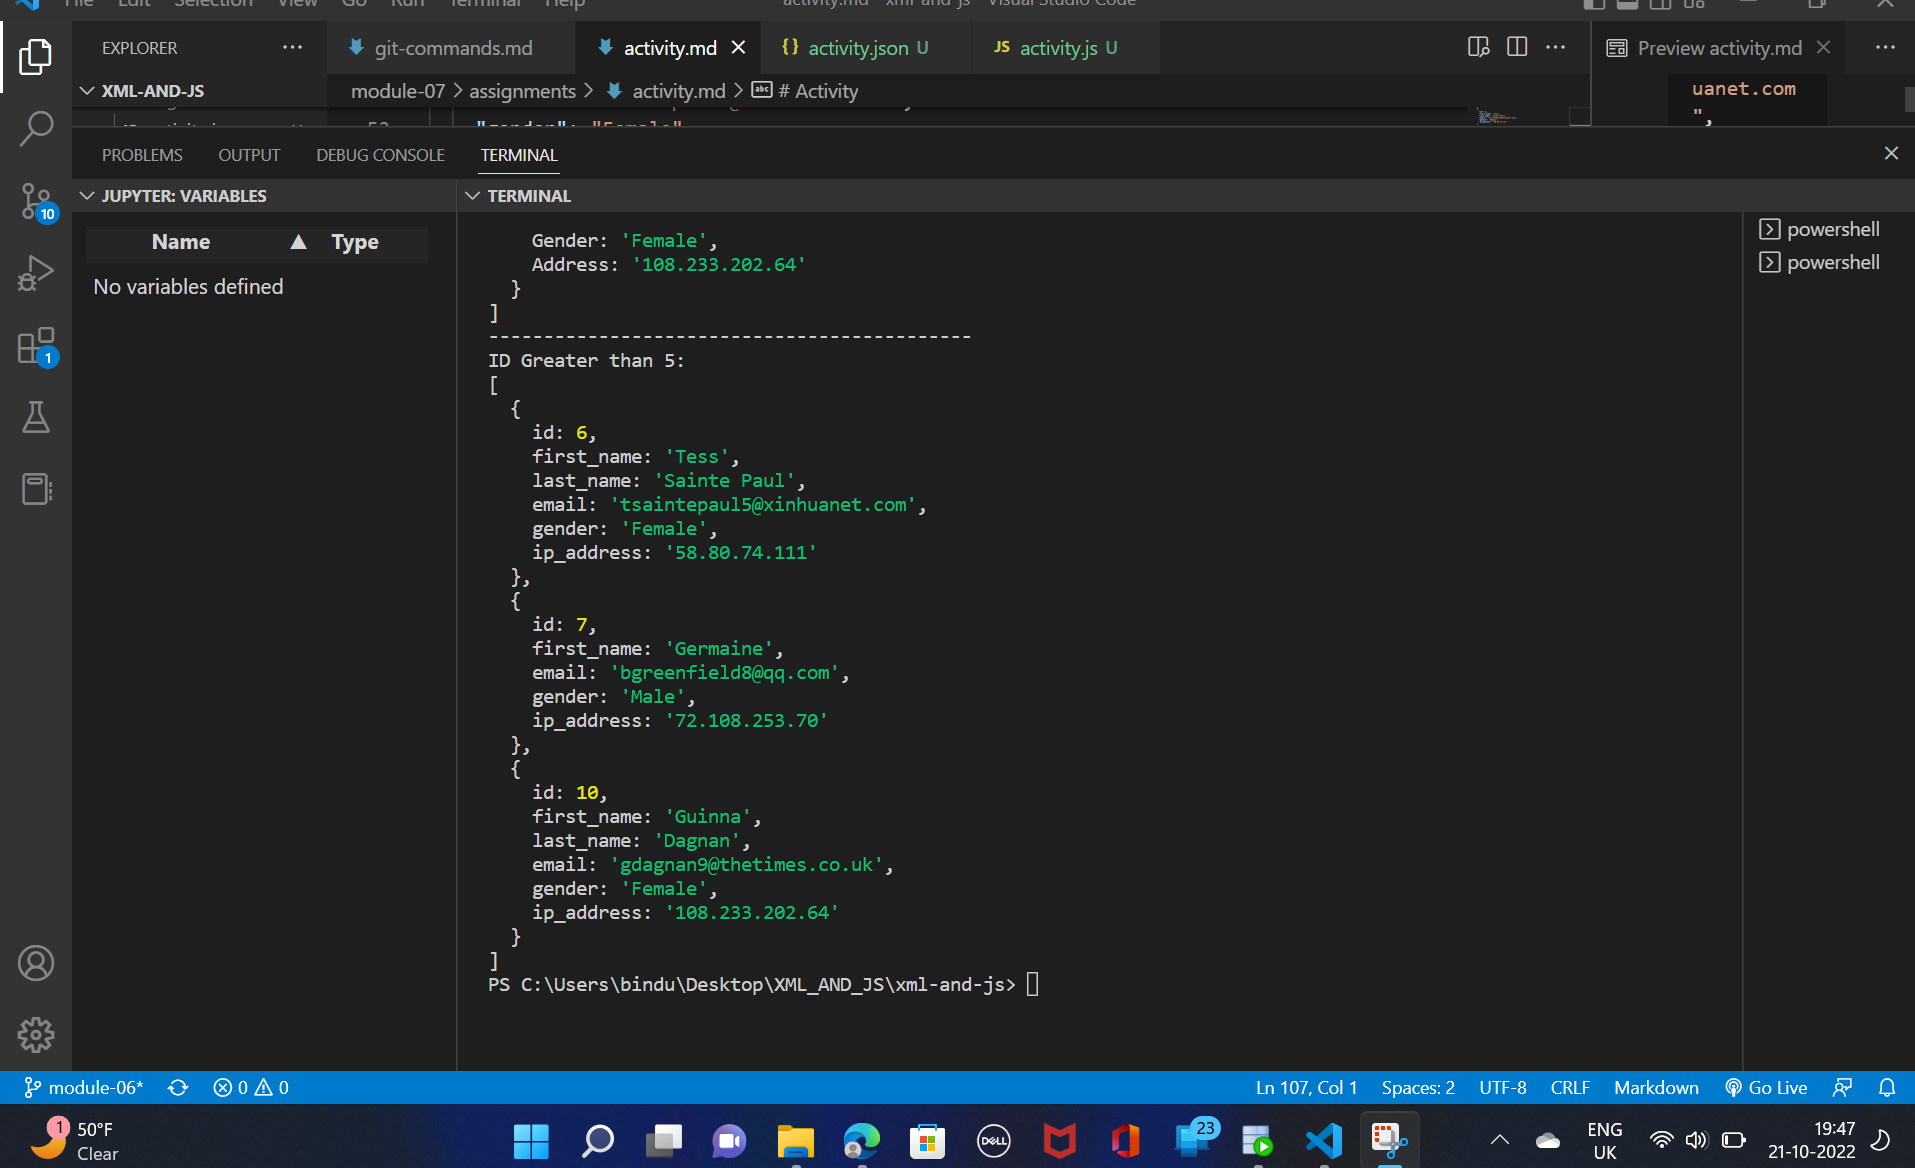 File Edit Selection View Go Run Terminal Help
activity.md - xml-and-js - Visual Studio Code
EXPLORER
git-commands.md
activity.md
{} activity.json U
JS activity.js U
Preview activity.md
XML-AND-JS
module-07 > assignments > activity.md > # Activity
uanet.com
",
"gender": "Female"
PROBLEMS OUTPUT DEBUG CONSOLE TERMINAL
JUPYTER: VARIABLES
TERMINAL
Name Type
No variables defined
powershell
powershell
Gender: 'Female',
Address: '108.233.202.64'
}
]
--------------------------------------------
ID Greater than 5:
[
{
id: 6,
first_name: 'Tess',
last_name: 'Sainte Paul',
email: 'tsaintepaul5@xinhuanet.com',
gender: 'Female',
ip_address: '58.80.74.111'
},
{
id: 7,
first_name: 'Germaine',
email: 'bgreenfield8@qq.com',
gender: 'Male',
ip_address: '72.108.253.70'
},
{
id: 10,
first_name: 'Guinna',
last_name: 'Dagnan',
email: 'gdagnan9@thetimes.co.uk',
gender: 'Female',
ip_address: '108.233.202.64'
}
]
PS C:\Users\bindu\Desktop\XML_AND_JS\xml-and-js>
10
1
module-06* 0 0
Ln 107, Col 1 Spaces: 2 UTF-8 CRLF Markdown Go Live
1
50°F
Clear
DELL
23
ENG
UK
19:47
21-10-2022